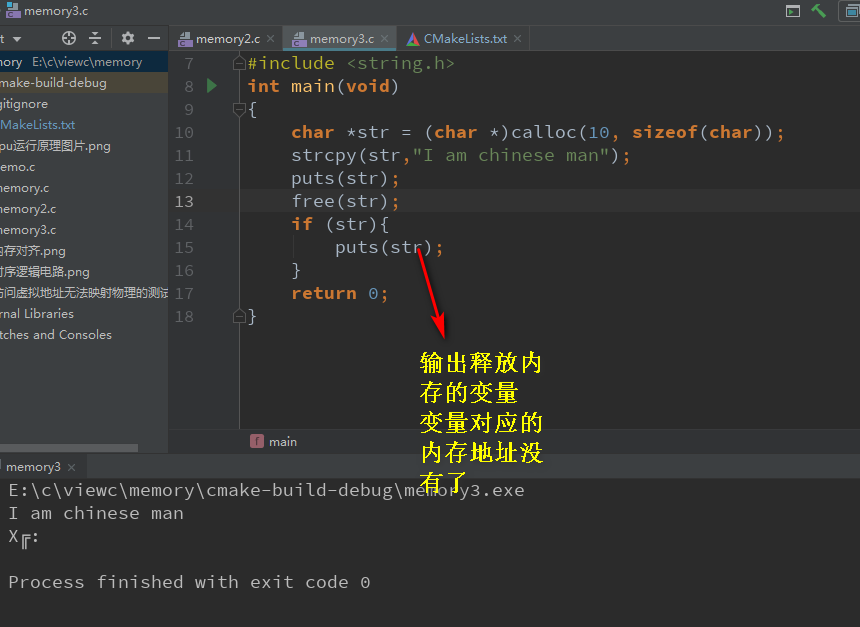 memory3.c
memory2.c
memory3.c
CMakeLists.txt
mory E:\c\viewc\memory
make-build-debug
gitignore
MakeLists.txt
pu运行原理图片.png
emo.c
nemory.c
nemory2.c
nemory3.c
内存对齐.png
时序逻辑电路.png
访问虚拟地址无法映射物理的测试
rnal Libraries
tches and Consoles
7 #include <string.h>
8 int main(void)
9 {
10 char *str = (char *)calloc(10, sizeof(char));
11 strcpy(str,"I am chinese man");
12 puts(str);
13 free(str);
14 if (str){
15 puts(str);
16 }
17 return 0;
18 }
输出释放内
存的变量
变量对应的
内存地址没
有了
f main
memory3
E:\c\viewc\memory\cmake-build-debug\memory3.exe
I am chinese man
X╔:
Process finished with exit code 0